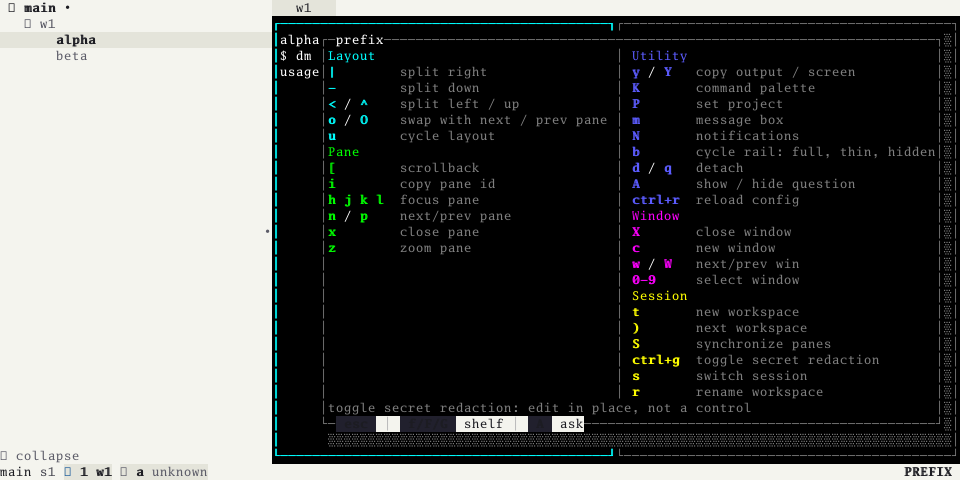 main •
w1
w1
alpha
beta
alpha prefix
$ dm
usage
Layout
| split right
- split down
< / ^ split left / up
o / O swap with next / prev pane
u cycle layout
Pane
[ scrollback
i copy pane id
h j k l focus pane
n / p next/prev pane
x close pane
z zoom pane
Utility
y / Y copy output / screen
K command palette
P set project
m message box
N notifications
b cycle rail: full, thin, hidden
d / q detach
A show / hide question
ctrl+r reload config
Window
X close window
c new window
w / W next/prev win
0-9 select window
Session
t new workspace
) next workspace
S synchronize panes
ctrl+g toggle secret redaction
s switch session
r rename workspace
toggle secret redaction: edit in place, not a control
shelf ask
collapse
main s1 1 w1 a unknown PREFIX